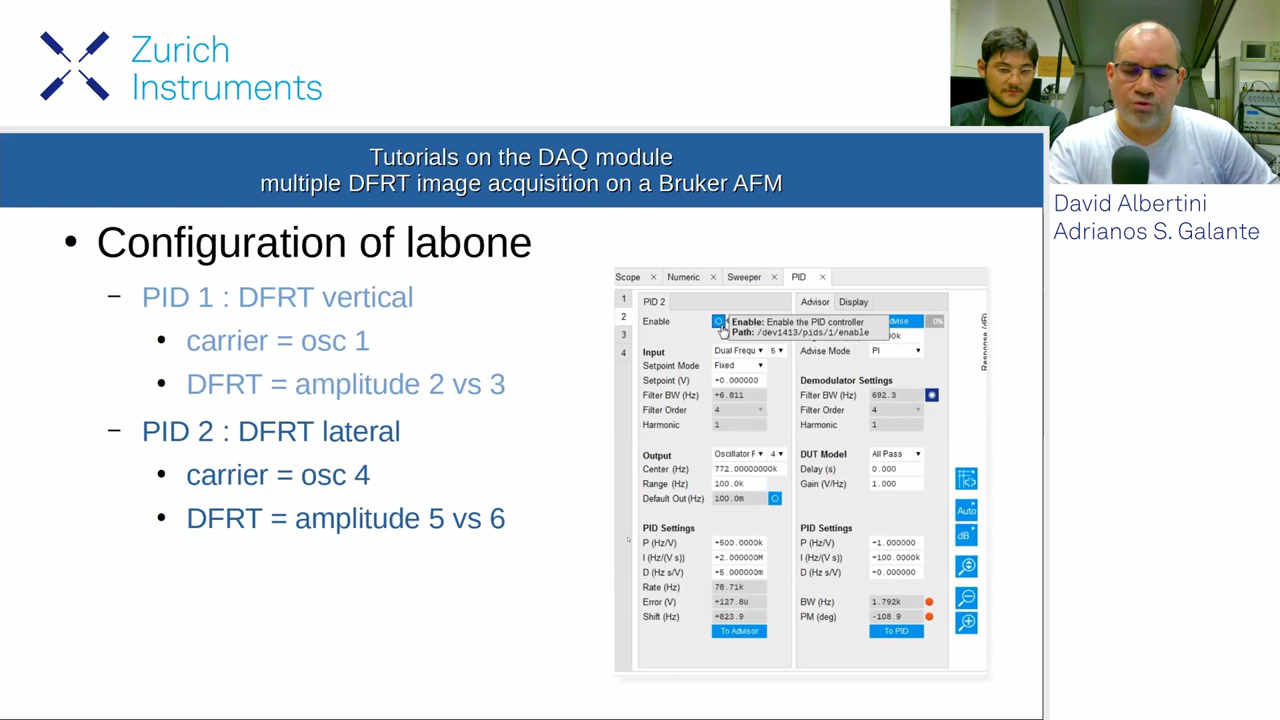 Zurich
Instruments
Tutorials on the DAQ module
multiple DFRT image acquisition on a Bruker AFM
David Albertini
Adrianos S. Galante
• Configuration of labone
– PID 1 : DFRT vertical
• carrier = osc 1
• DFRT = amplitude 2 vs 3
– PID 2 : DFRT lateral
• carrier = osc 4
• DFRT = amplitude 5 vs 6
Scope × Numeric × Sweeper × PID ×
1
2
3
4
PID 2
Enable
Enable: Enable the PID controller
Path: /dev1413/pids/1/enable
Input Dual Frequ 5
Setpoint Mode Fixed
Setpoint (V) +0.000000
Filter BW (Hz) +6.811
Filter Order 4
Harmonic 1
Output Oscillator F 4
Center (Hz) 772.00000000k
Range (Hz) 100.0k
Default Out (Hz) 100.0m
PID Settings
P (Hz/V) +500.0000k
I (Hz/(V s)) +2.000000M
D (Hz s/V) +5.000000m
Rate (Hz) 78.71k
Error (V) +127.8u
Shift (Hz) +823.9
To Advisor
Advisor Display
vise 0%
0k
Advise Mode PI
Demodulator Settings
Filter BW (Hz) 692.3
Filter Order 4
Harmonic 1
DUT Model All Pass
Delay (s) 0.000
Gain (V/Hz) 1.000
PID Settings
P (Hz/V) +1.000000
I (Hz/(V s)) +100.0000k
D (Hz s/V) +0.000000
BW (Hz) 1.792k
PM (deg) -108.9
To PID
Response (dB)
Auto
dB